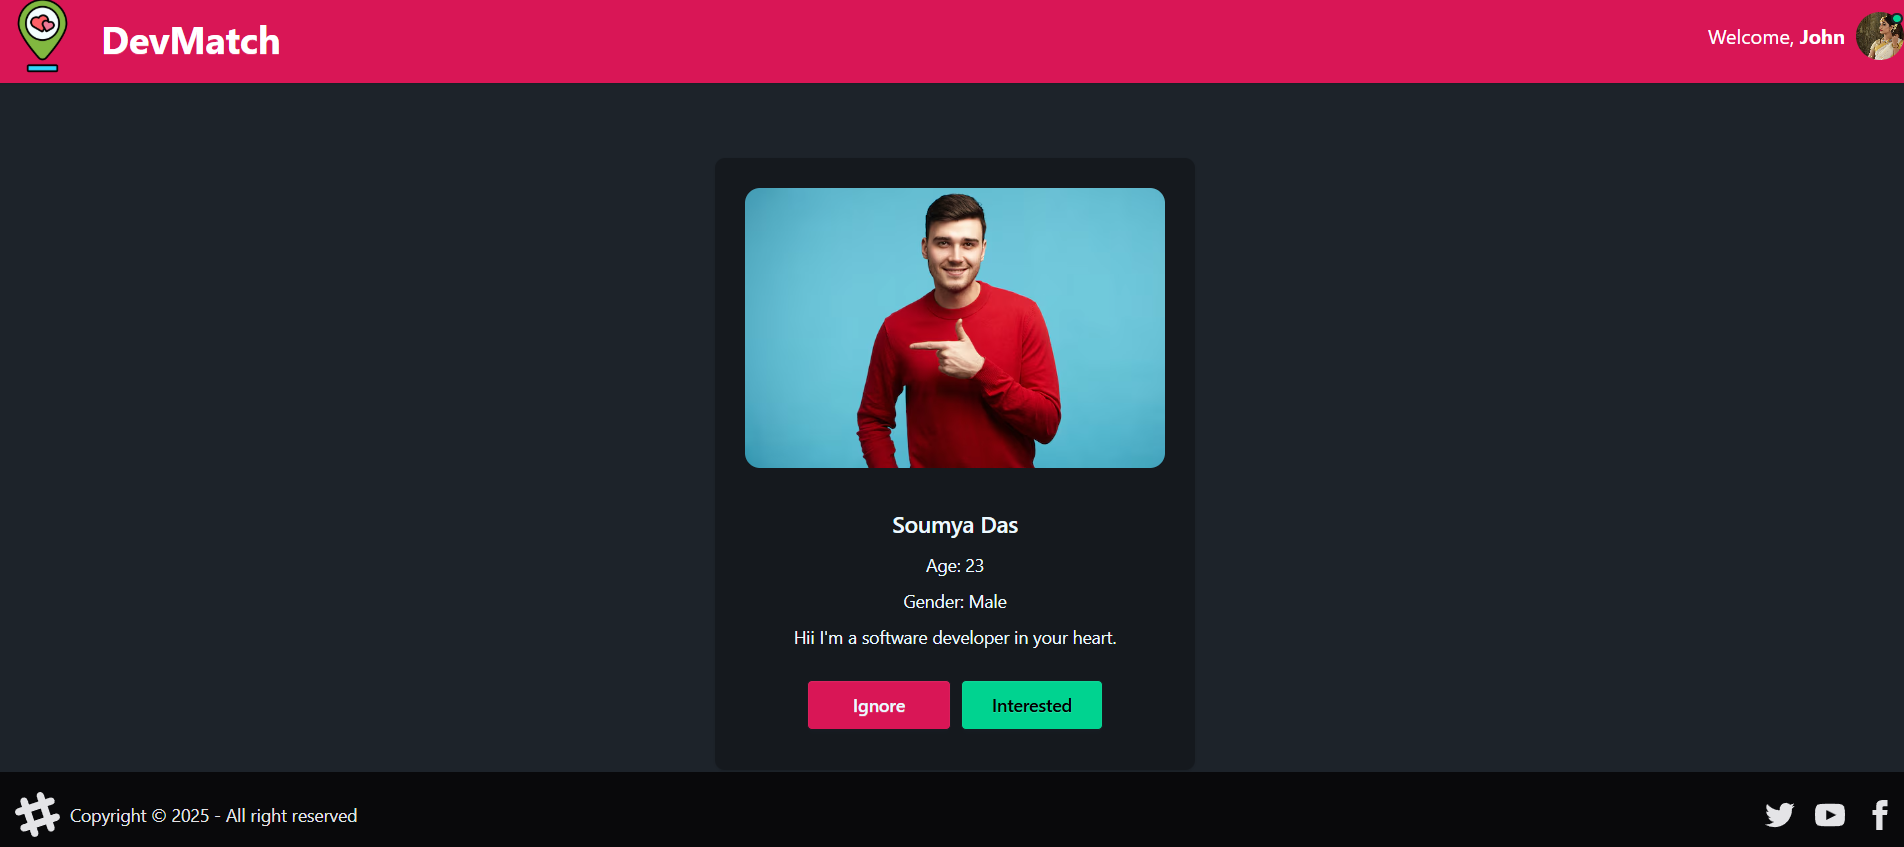 DevMatch
Welcome, John
Soumya Das
Age: 23
Gender: Male
Hii I'm a software developer in your heart.
Ignore
Interested
Copyright © 2025 - All right reserved